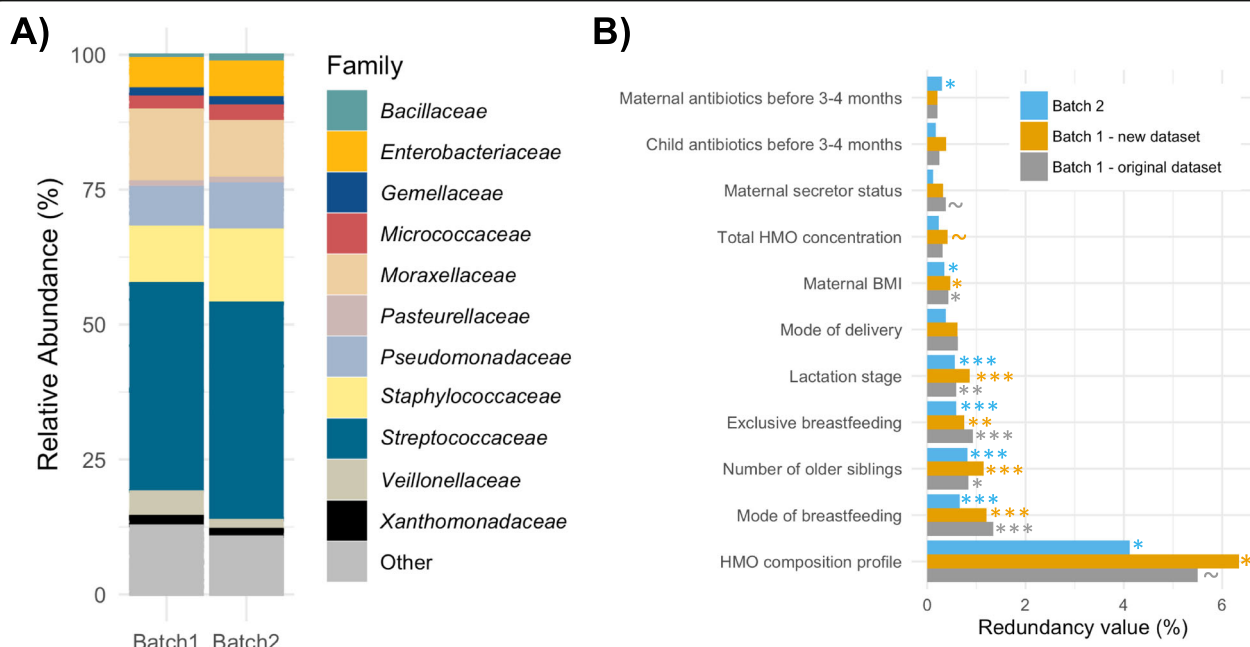 A)
100
75
50
25
0
Relative Abundance (%)
Batch1 Batch2
Family
Bacillaceae
Enterobacteriaceae
Gemellaceae
Micrococcaceae
Moraxellaceae
Pasteurellaceae
Pseudomonadaceae
Staphylococcaceae
Streptococcaceae
Veillonellaceae
Xanthomonadaceae
Other
B)
Maternal antibiotics before 3-4 months *
Child antibiotics before 3-4 months
Maternal secretor status ~
Total HMO concentration ~
Maternal BMI * * *
Mode of delivery
Lactation stage *** *** **
Exclusive breastfeeding *** ** ***
Number of older siblings *** *** *
Mode of breastfeeding *** *** ***
HMO composition profile * * ~
0 2 4 6
Redundancy value (%)
Batch 2
Batch 1 - new dataset
Batch 1 - original dataset